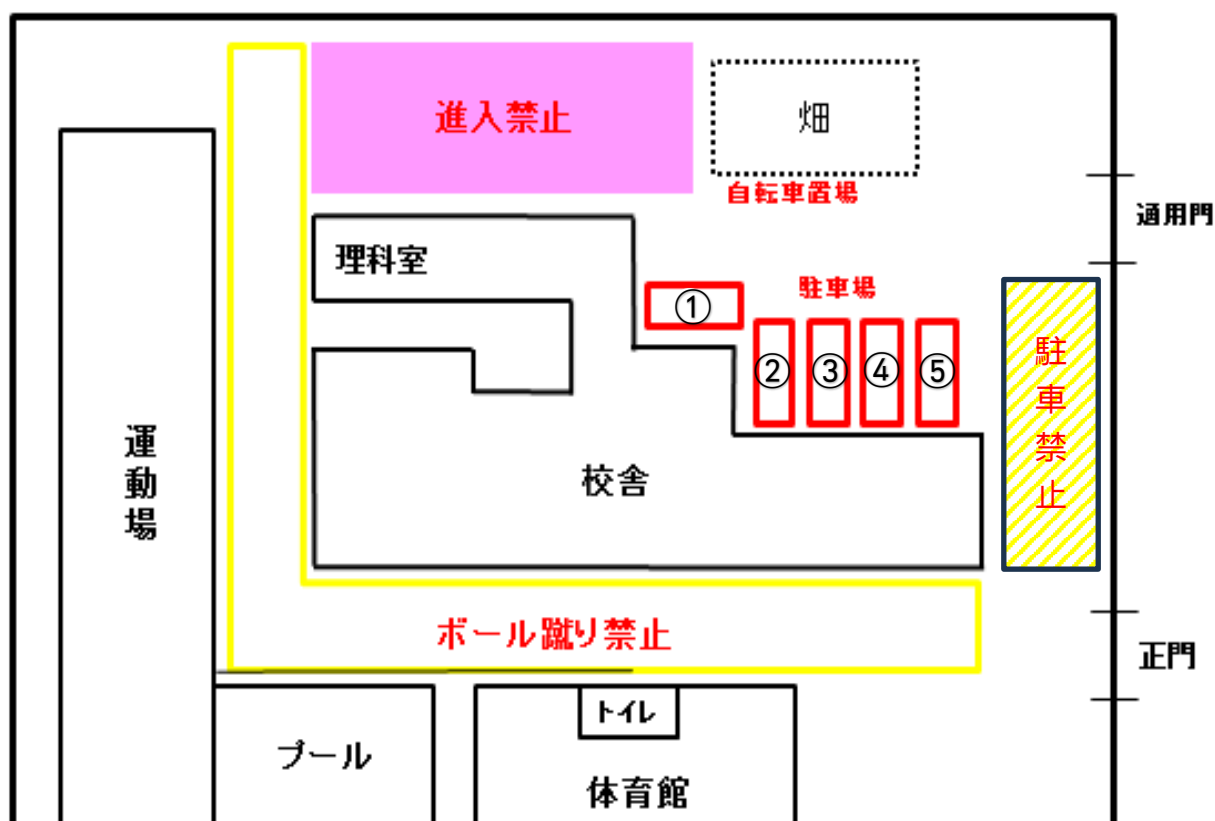 進入禁止
畑
自転車置場
通用門
理科室
駐車場
①
②
③
④
⑤
駐車禁止
運動場
校舎
ボール蹴り禁止
正門
トイレ
プール
体育館